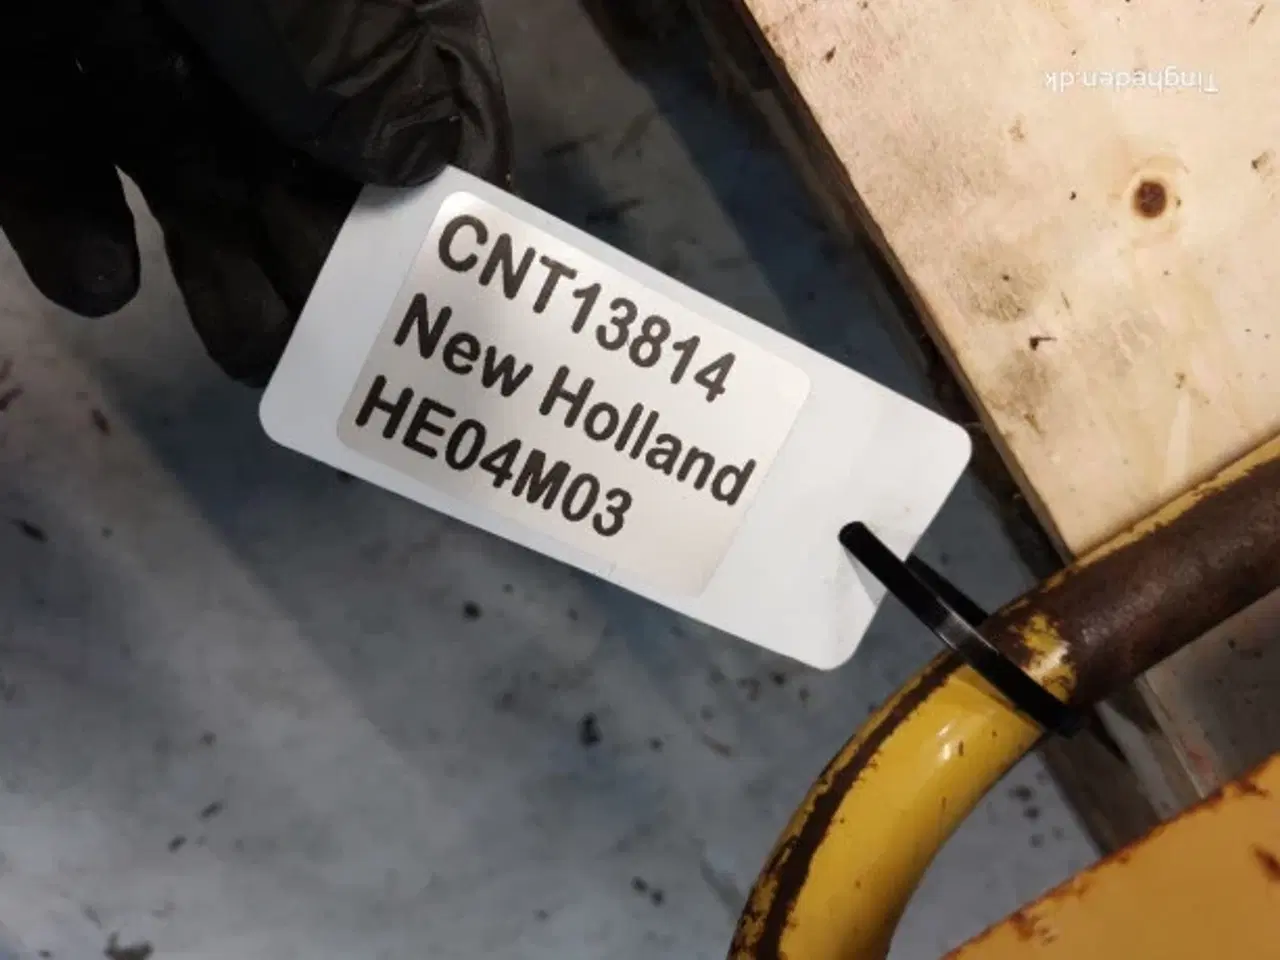 Tingheden.dk
CNT13814
New Holland
HE04M03